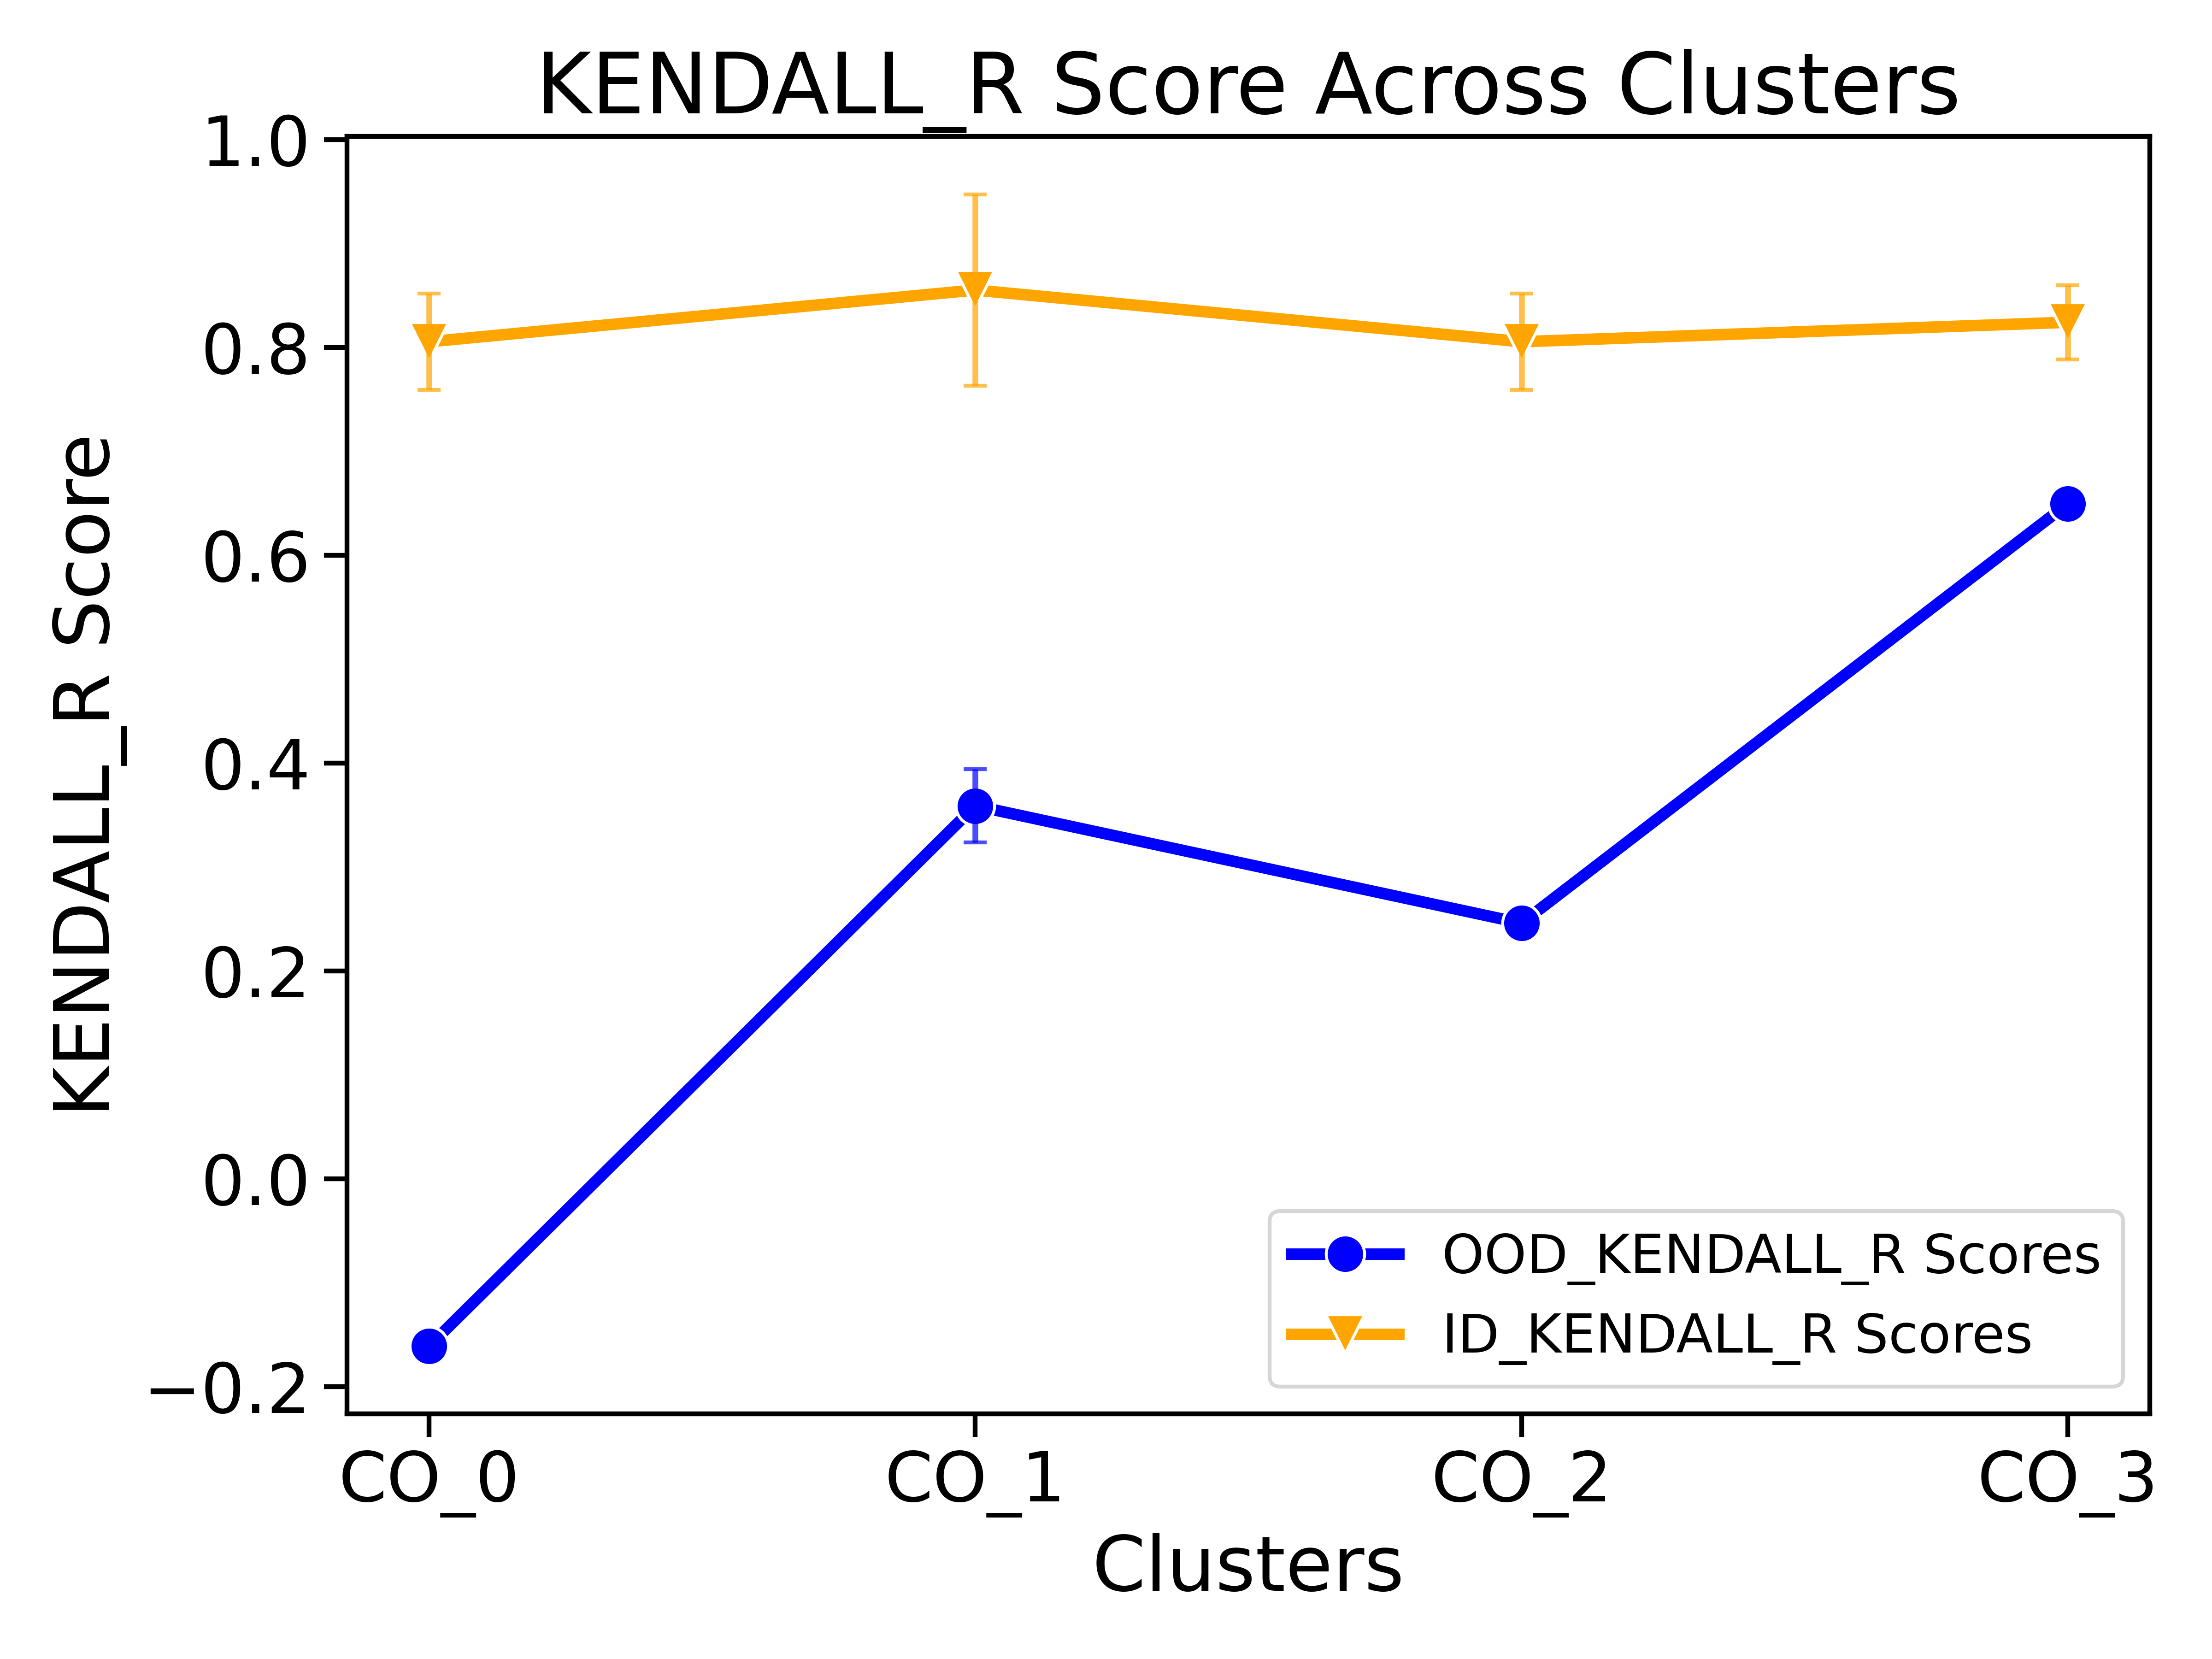 KENDALL_R Score Across Clusters
KENDALL_R Score
1.0
0.8
0.6
0.4
0.2
0.0
−0.2
OOD_KENDALL_R Scores
ID_KENDALL_R Scores
CO_0 CO_1 CO_2 CO_3
Clusters